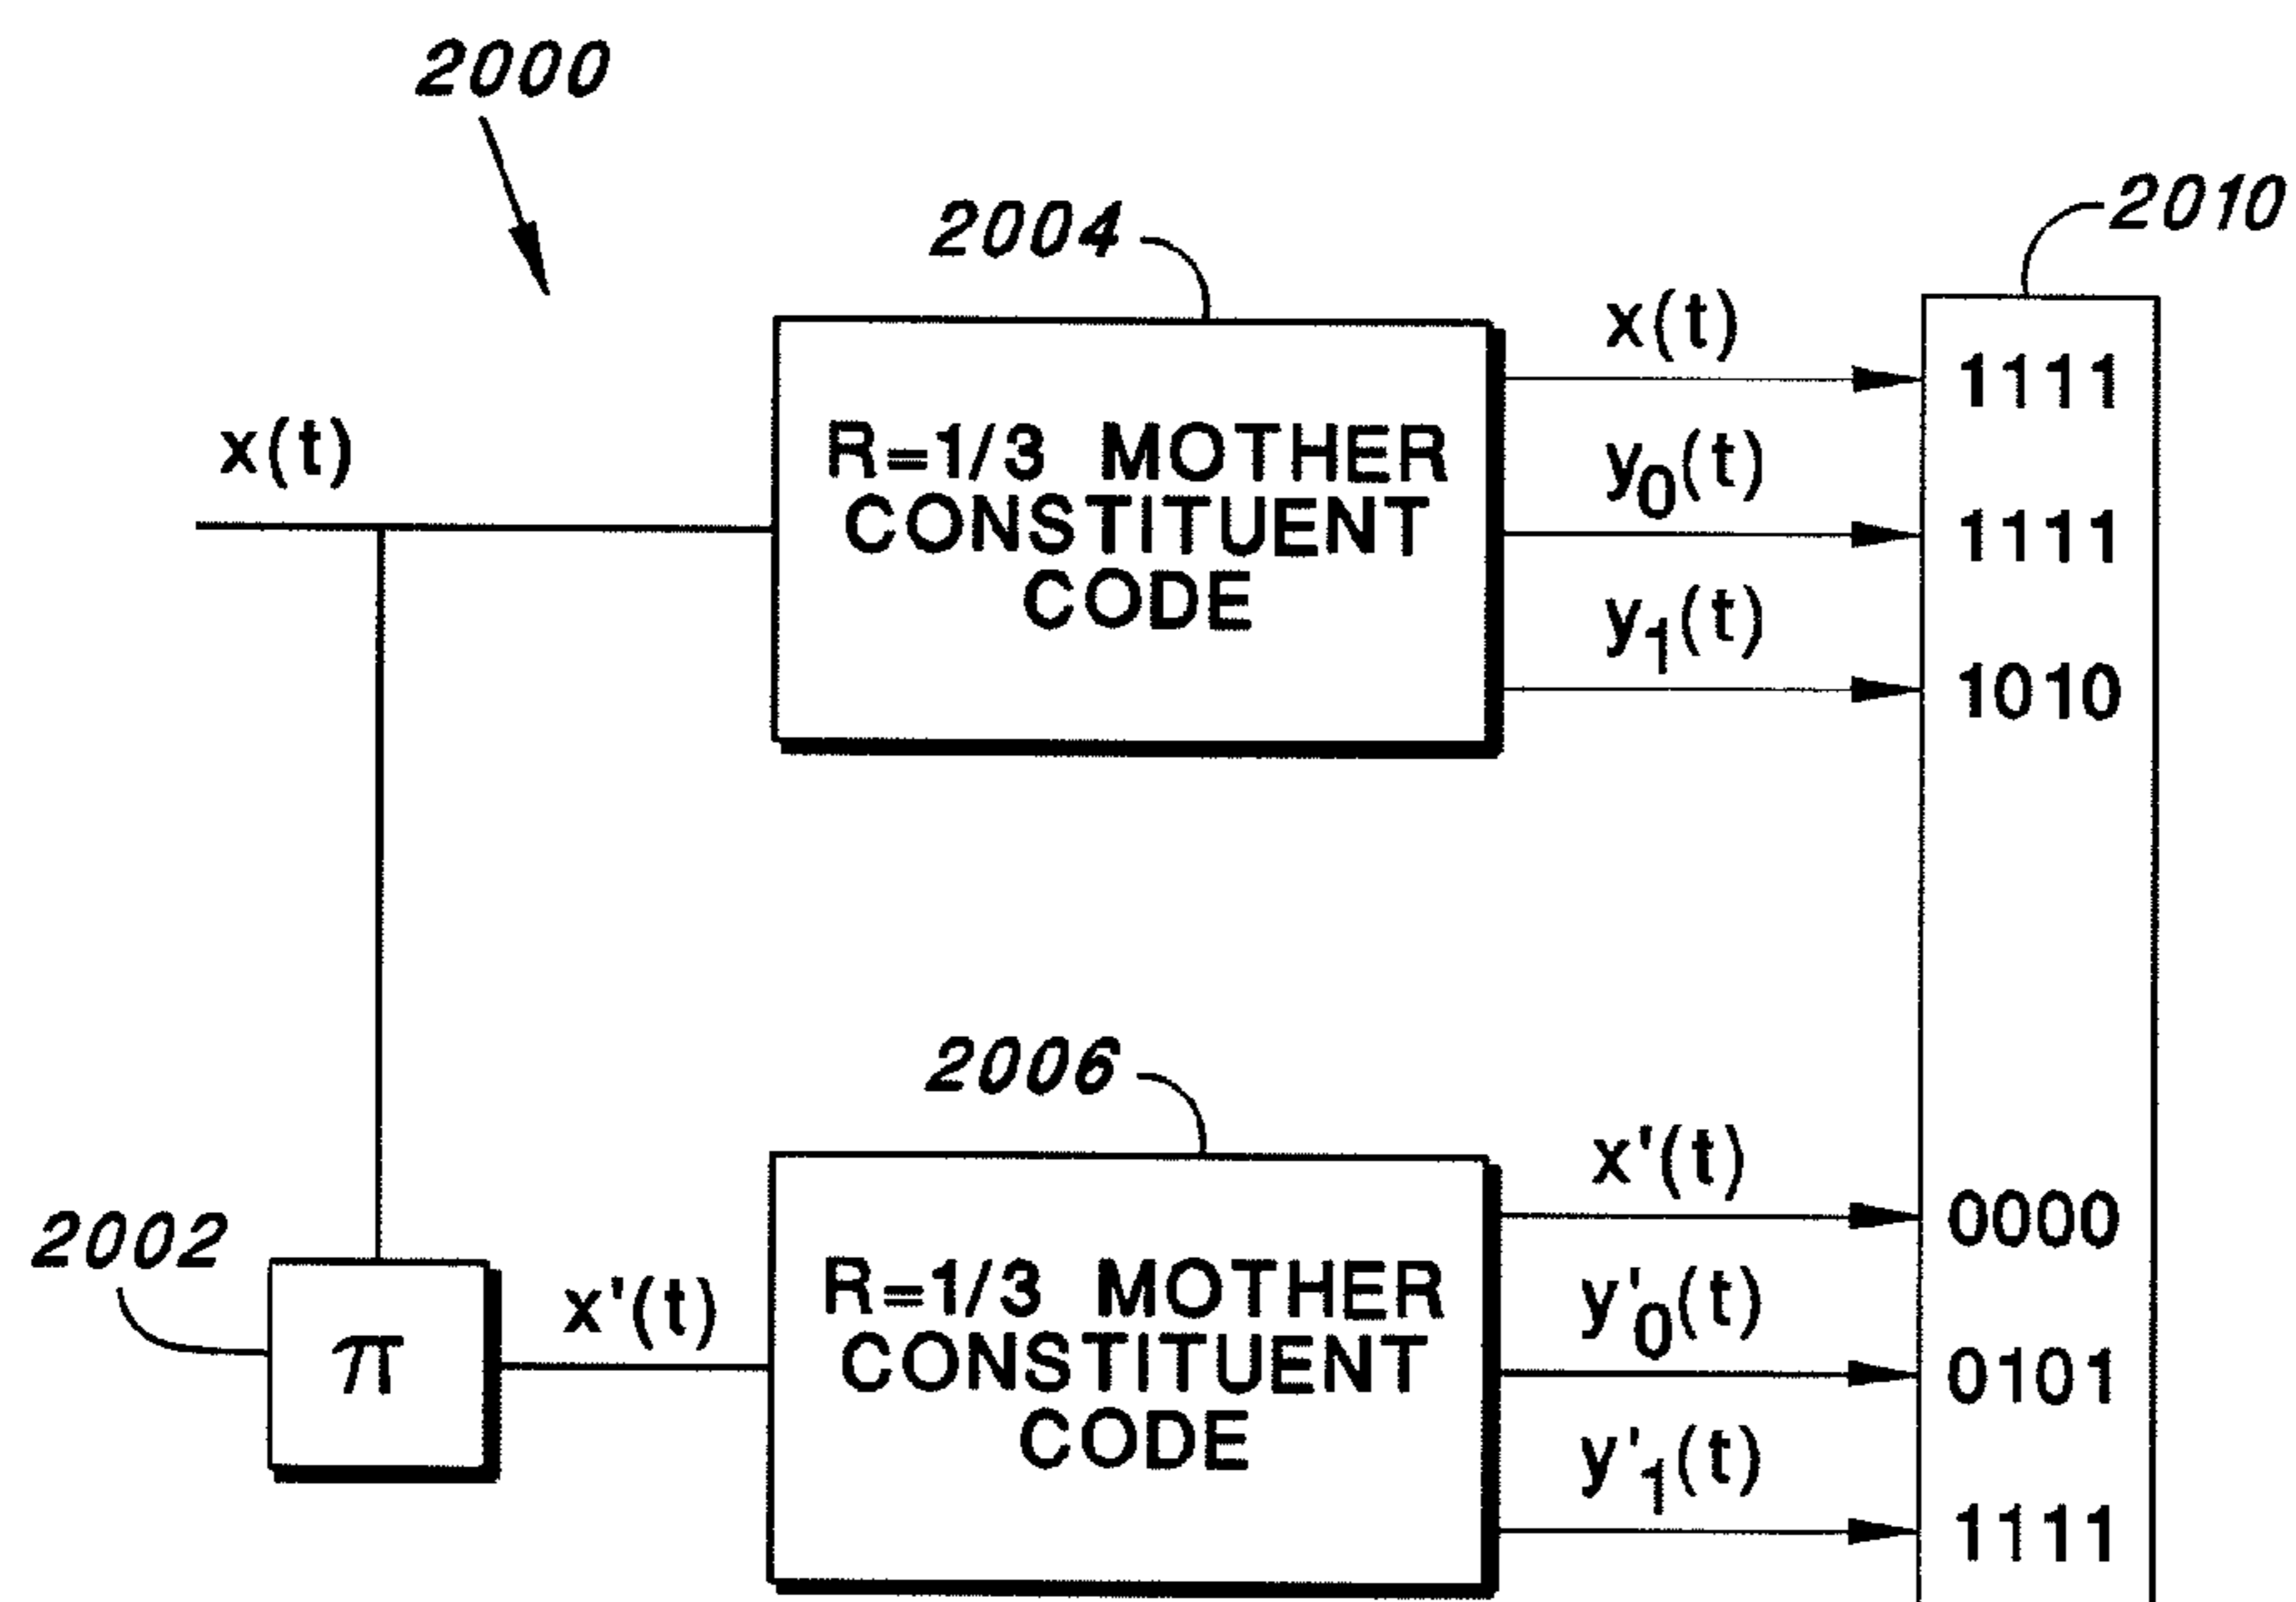 2000
2004
2010
x(t)
x(t)
1111
R=1/3 MOTHER
CONSTITUENT
CODE
y0(t)
1111
y1(t)
1010
2006
2002
π
x'(t)
R=1/3 MOTHER
CONSTITUENT
CODE
x'(t)
0000
y'0(t)
0101
y'1(t)
1111